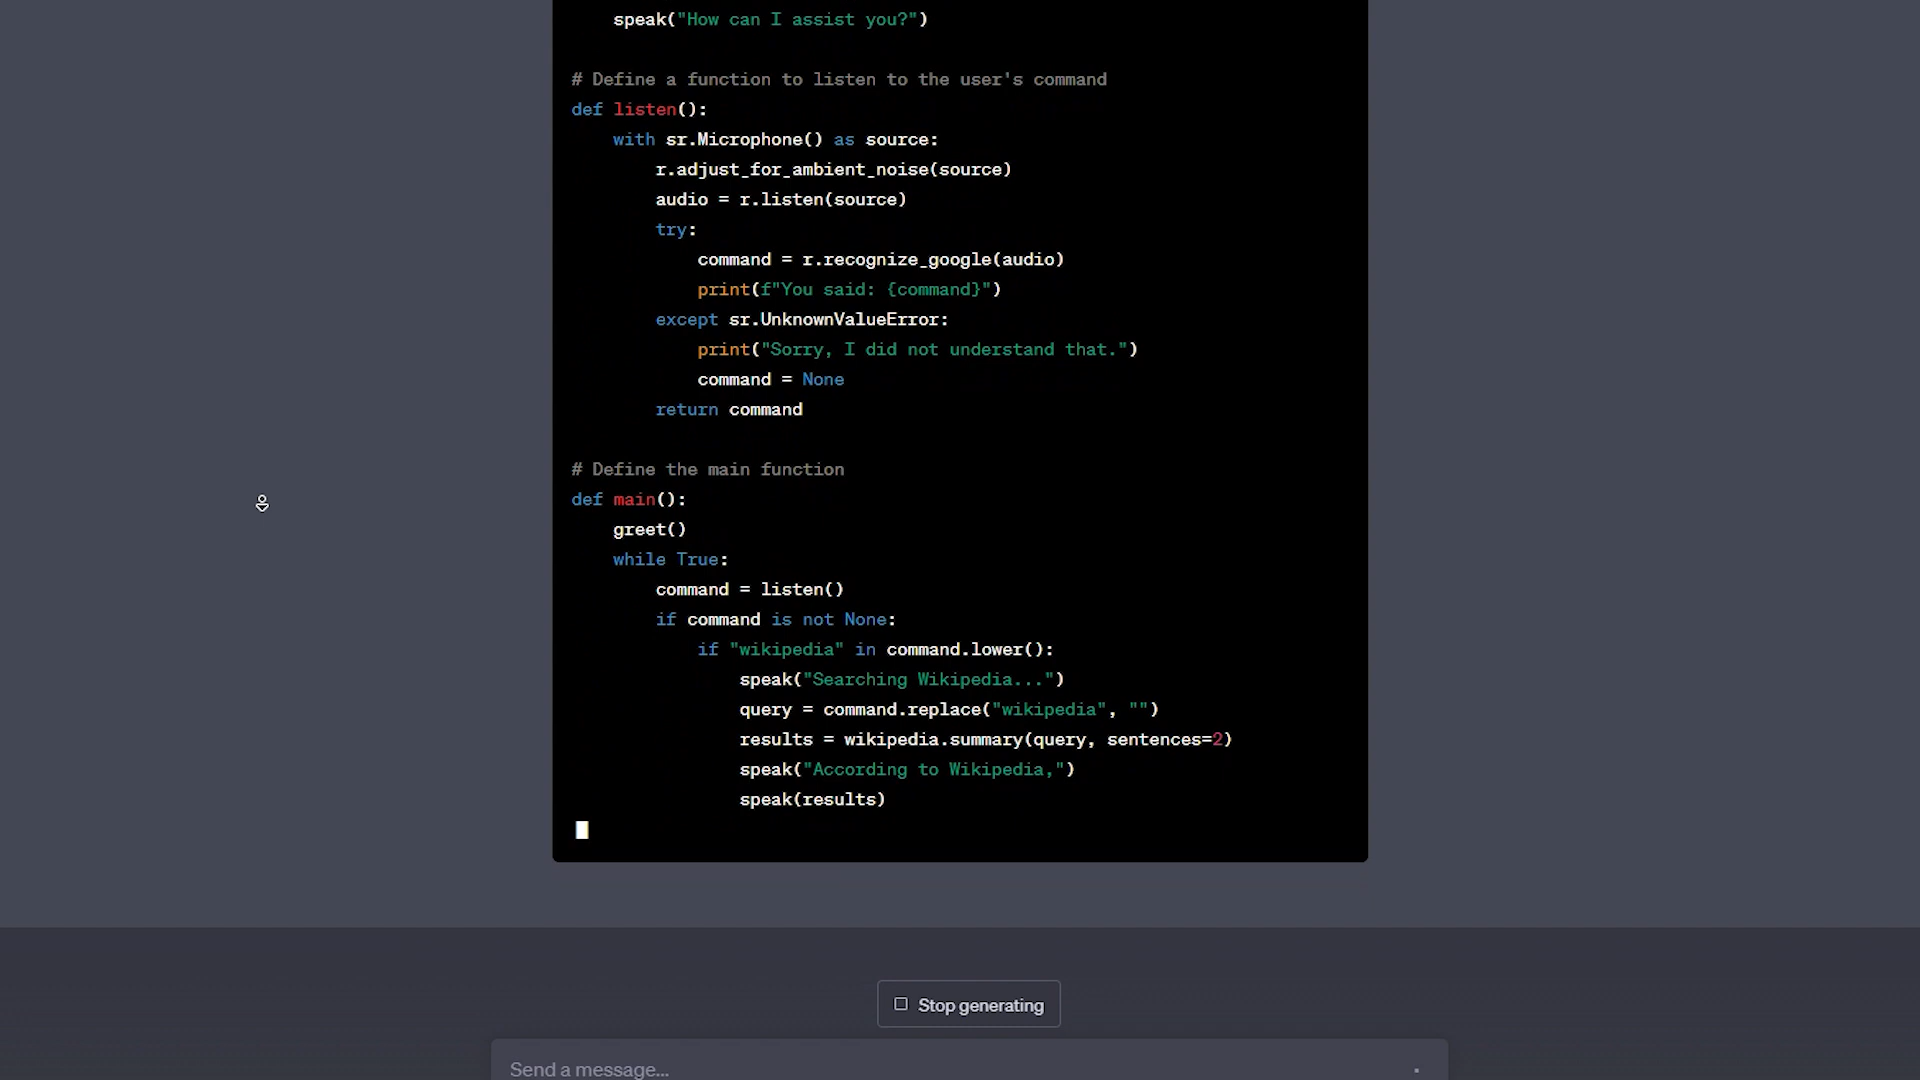 speak("How can I assist you?")
# Define a function to listen to the user's command
def listen():
with sr.Microphone() as source:
r.adjust_for_ambient_noise(source)
audio = r.listen(source)
try:
command = r.recognize_google(audio)
print(f"You said: {command}")
except sr.UnknownValueError:
print("Sorry, I did not understand that.")
command = None
return command
# Define the main function
def main():
greet()
while True:
command = listen()
if command is not None:
if "wikipedia" in command.lower():
speak("Searching Wikipedia...")
query = command.replace("wikipedia", "")
results = wikipedia.summary(query, sentences=2)
speak("According to Wikipedia,")
speak(results)
Stop generating
Send a message...